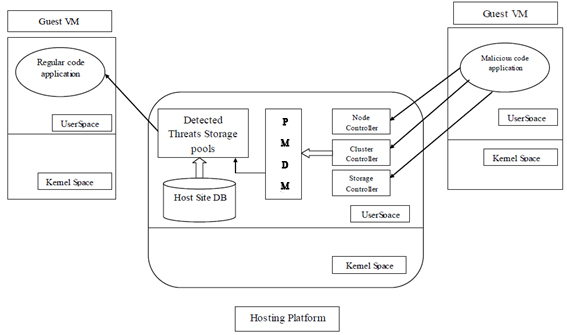 Guest VM
Regular code
application
UserSpace
Kernel Space
Detected
Threats Storage
pools
Host Site DB
P
M
D
M
Node
Controller
Cluster
Controller
Storage
Controller
UserSpace
Kernel Space
Hosting Platform
Guest VM
Malicious code
application
UserSpace
Kernel Space